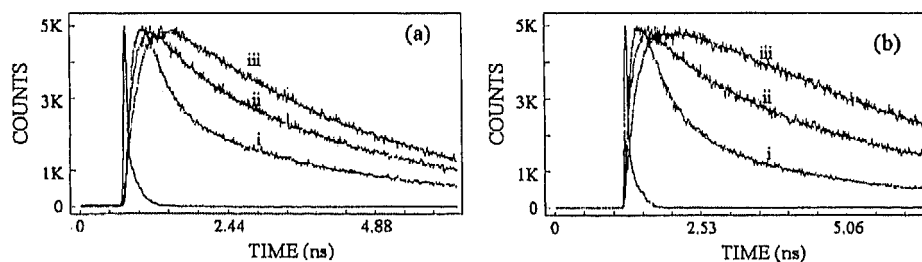 (a)
COUNTS
5K
3K
1K
0
iii
ii
i
0
2.44
4.88
TIME (ns)
(b)
COUNTS
5K
3K
1K
0
iii
ii
i
0
2.53
5.06
TIME (ns)